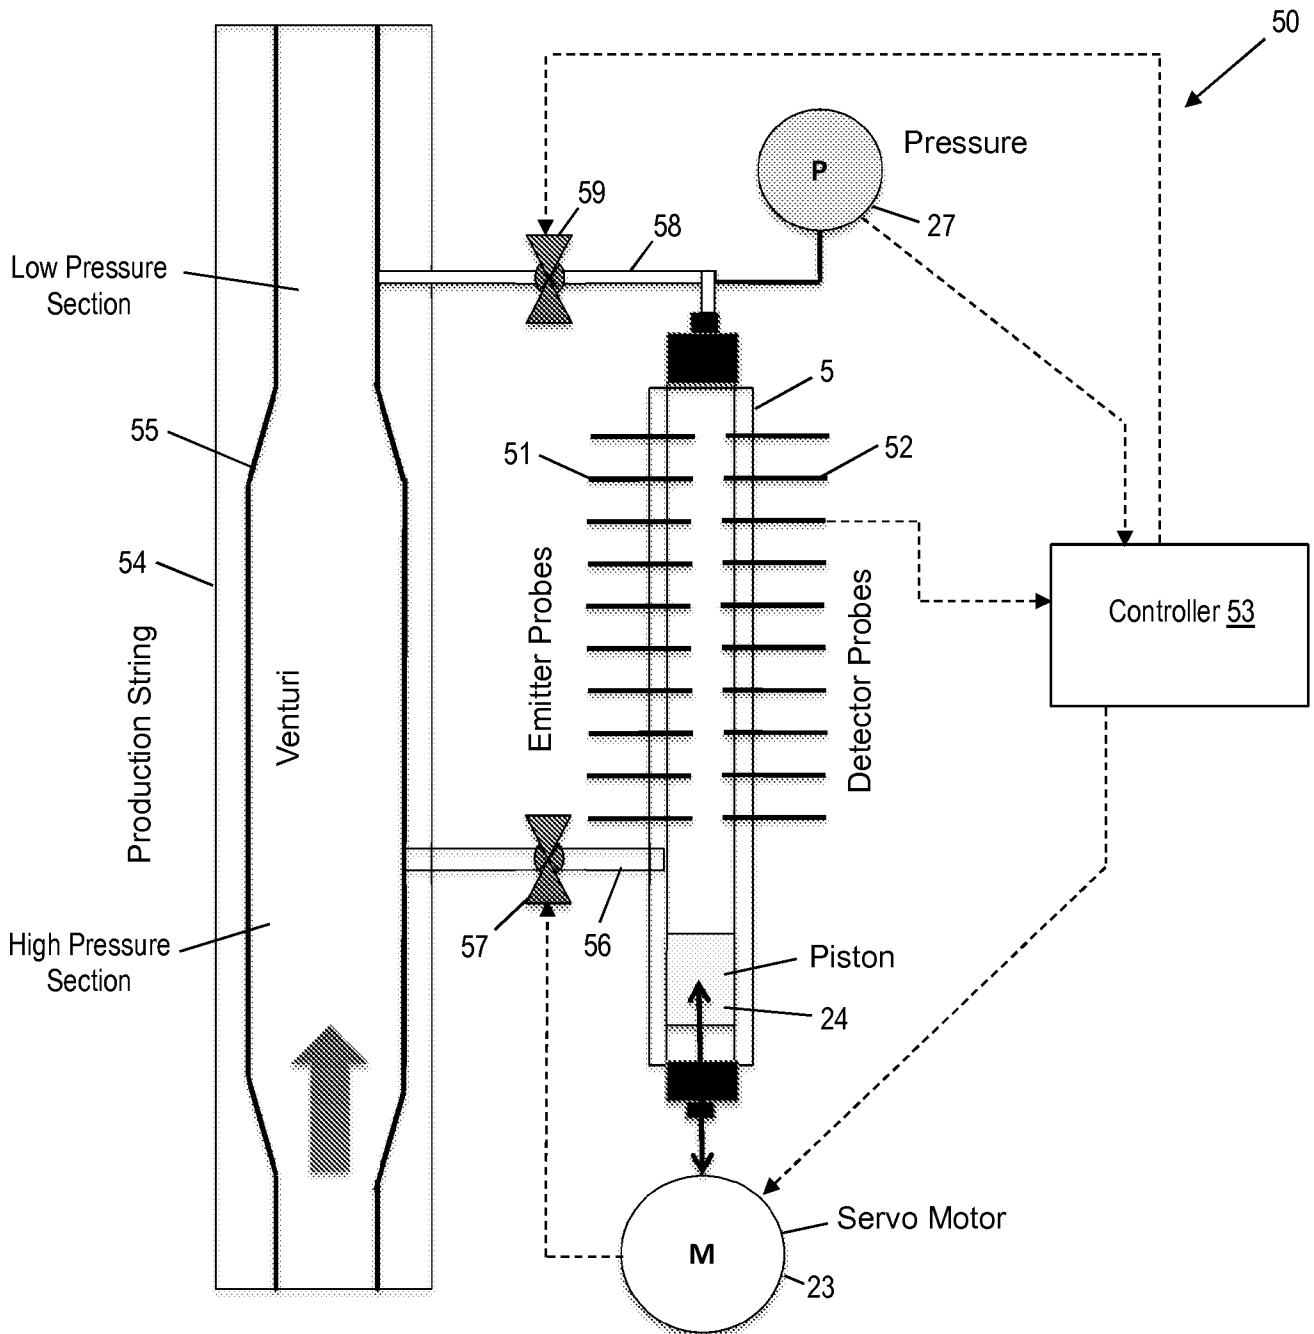 50
59
P
Pressure
27
58
Low Pressure
Section
5
55
51
52
54
Production String
Venturi
Emitter Probes
Detector Probes
Controller 53
57
56
High Pressure
Section
Piston
24
Servo Motor
M
23